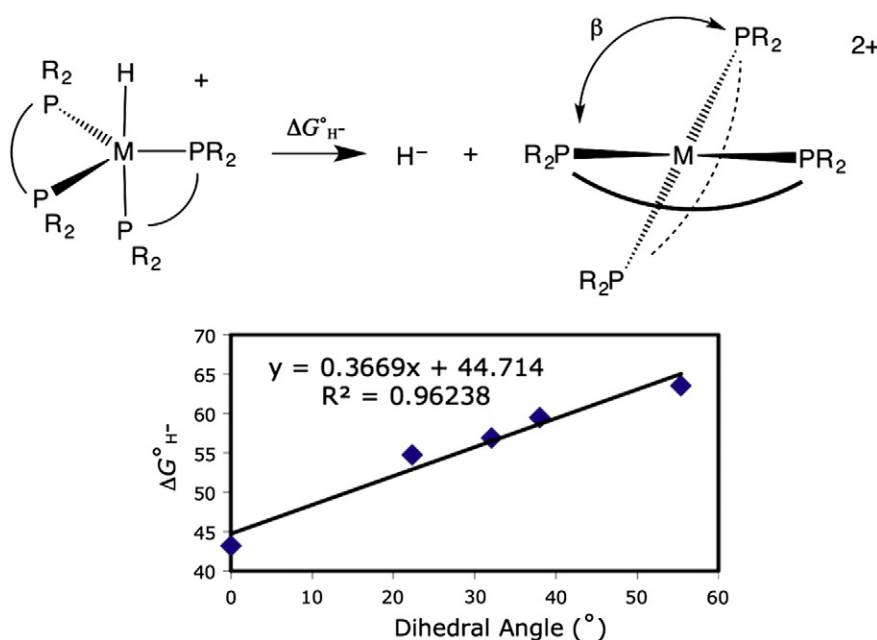 R₂
P
H
+
M
PR₂
P
R₂
P
R₂
ΔG°H⁻
H⁻ +
β
PR₂
2+
R₂P
M
PR₂
R₂P
y = 0.3669x + 44.714
R² = 0.96238
ΔG°H⁻
70
65
60
55
50
45
40
0 10 20 30 40 50 60
Dihedral Angle (°)